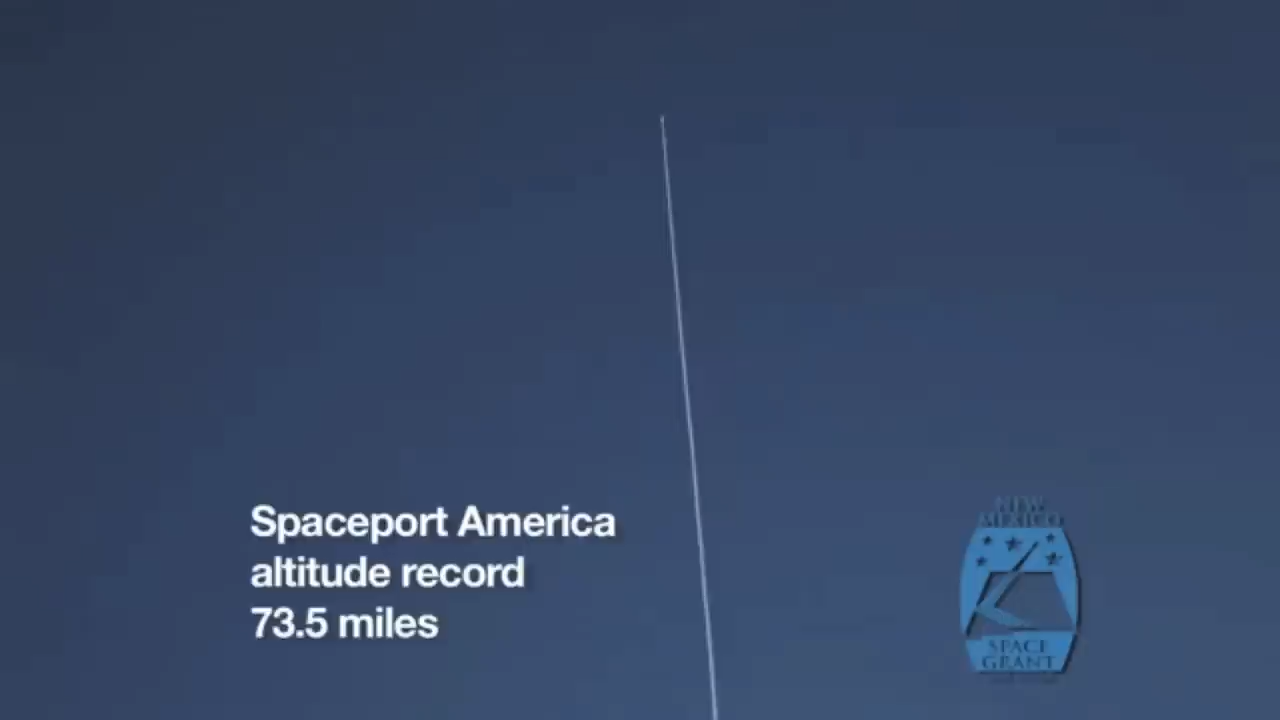 Spaceport America
altitude record
73.5 miles
NEW
MEXICO
SPACE
GRANT